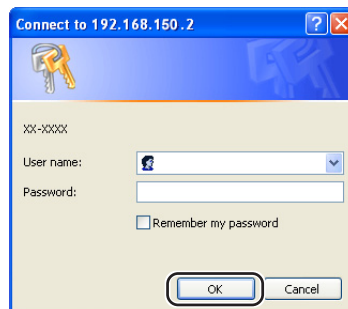 Connect to 192.168.150.2
XX-XXXX
User name:
Password:
Remember my password
OK Cancel